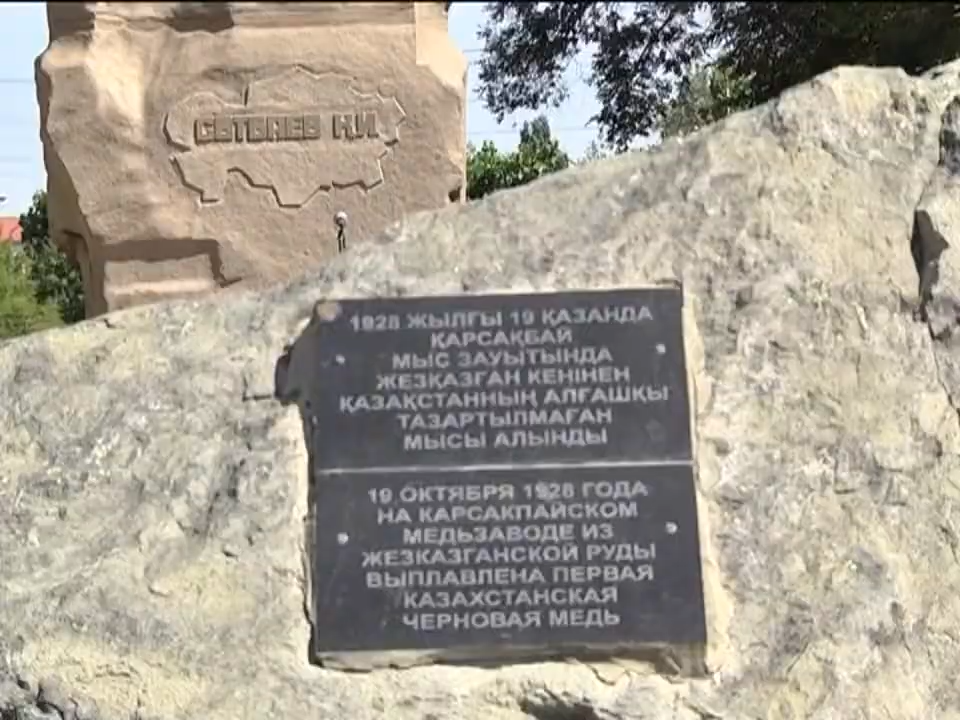 СӘТБАЕВ Қ.И.
1928 ЖЫЛҒЫ 19 ҚАЗАНДА
ҚАРСАҚБАЙ
МЫС ЗАУЫТЫНДА
ЖЕЗҚАЗҒАН КЕНІНЕН
ҚАЗАҚСТАННЫҢ АЛҒАШҚЫ
ТАЗАРТЫЛМАҒАН
МЫСЫ АЛЫНДЫ
19 ОКТЯБРЯ 1928 ГОДА
НА КАРСАКПАЙСКОМ
МЕДЬЗАВОДЕ ИЗ
ЖЕЗКАЗГАНСКОЙ РУДЫ
ВЫПЛАВЛЕНА ПЕРВАЯ
КАЗАХСТАНСКАЯ
ЧЕРНОВАЯ МЕДЬ